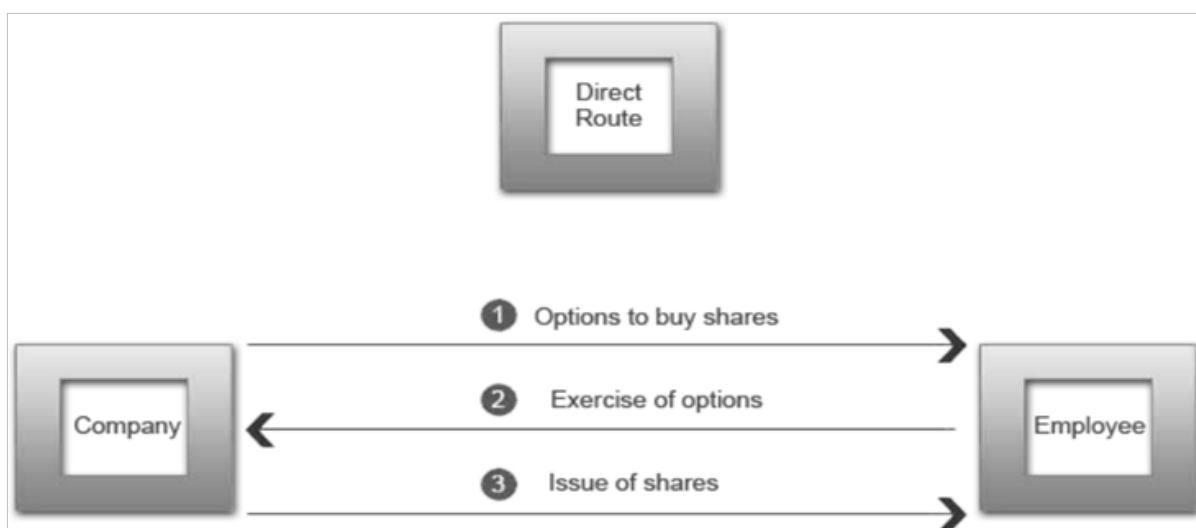 Direct
Route
1 Options to buy shares
Company
2 Exercise of options
Employee
3 Issue of shares